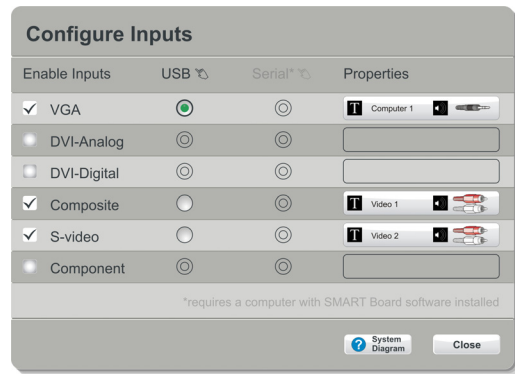 Configure Inputs
Enable Inputs USB Serial* Properties
VGA T Computer 1
DVI-Analog
DVI-Digital
Composite T Video 1
S-video T Video 2
Component
*requires a computer with SMART Board software installed
? System Diagram Close